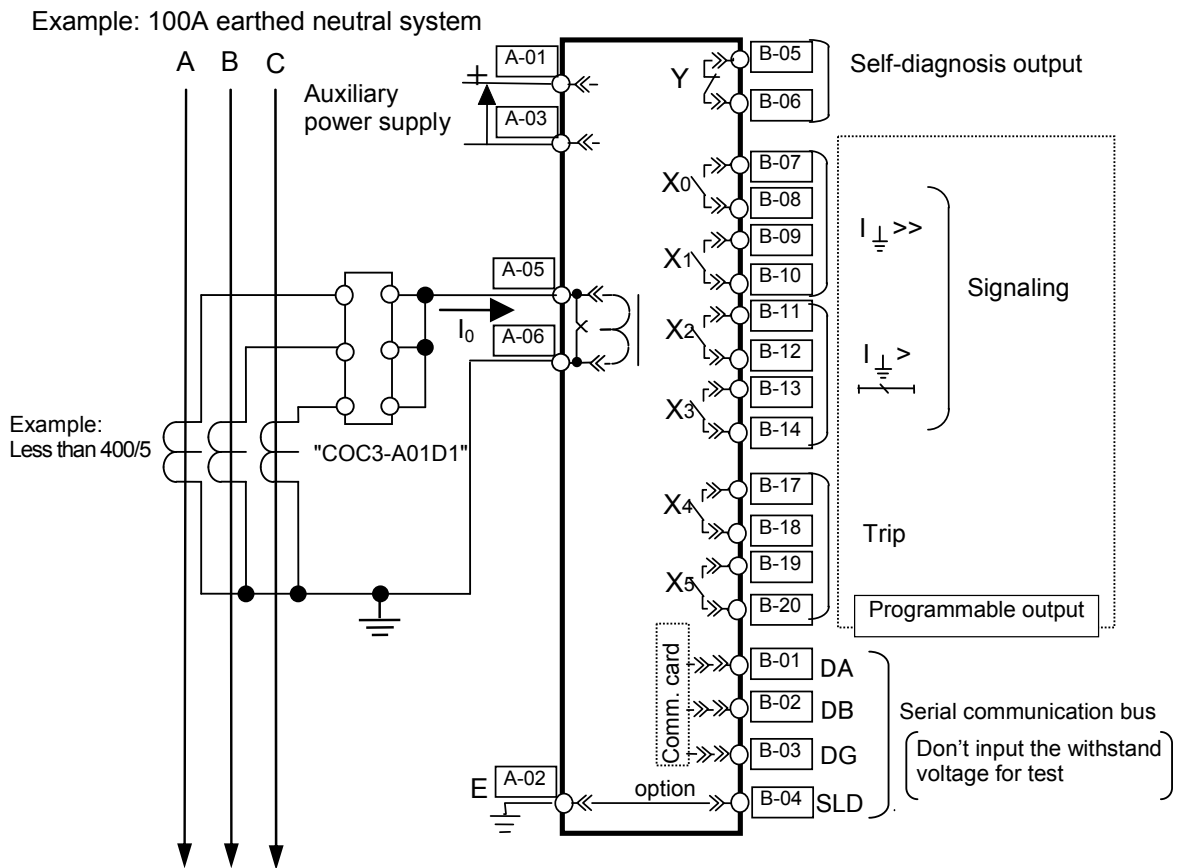 Example: 100A earthed neutral system
A B C
Auxiliary
power supply
+
A-01
A-03
A-05
I0
A-06
Example:
Less than 400/5
"COC3-A01D1"
E
A-02
option
Y
B-05
B-06
Self-diagnosis output
X0
B-07
B-08
X1
B-09
B-10
X2
B-11
B-12
X3
B-13
B-14
I >>
I >
Signaling
X4
B-17
B-18
X5
B-19
B-20
Trip
Programmable output
Comm. card
B-01 DA
B-02 DB
B-03 DG
B-04 SLD
Serial communication bus
Don't input the withstand
voltage for test